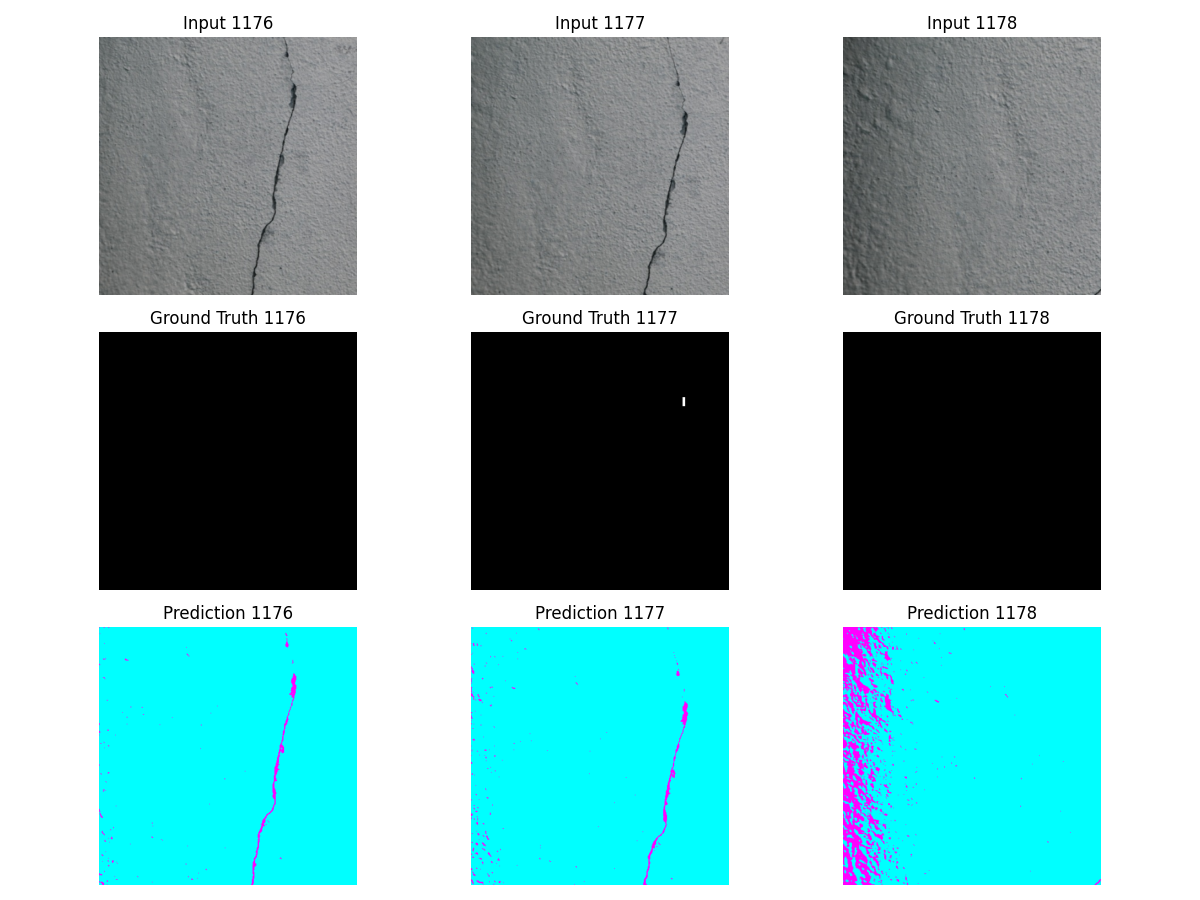 Input 1176
Input 1177
Input 1178
Ground Truth 1176
Ground Truth 1177
Ground Truth 1178
Prediction 1176
Prediction 1177
Prediction 1178